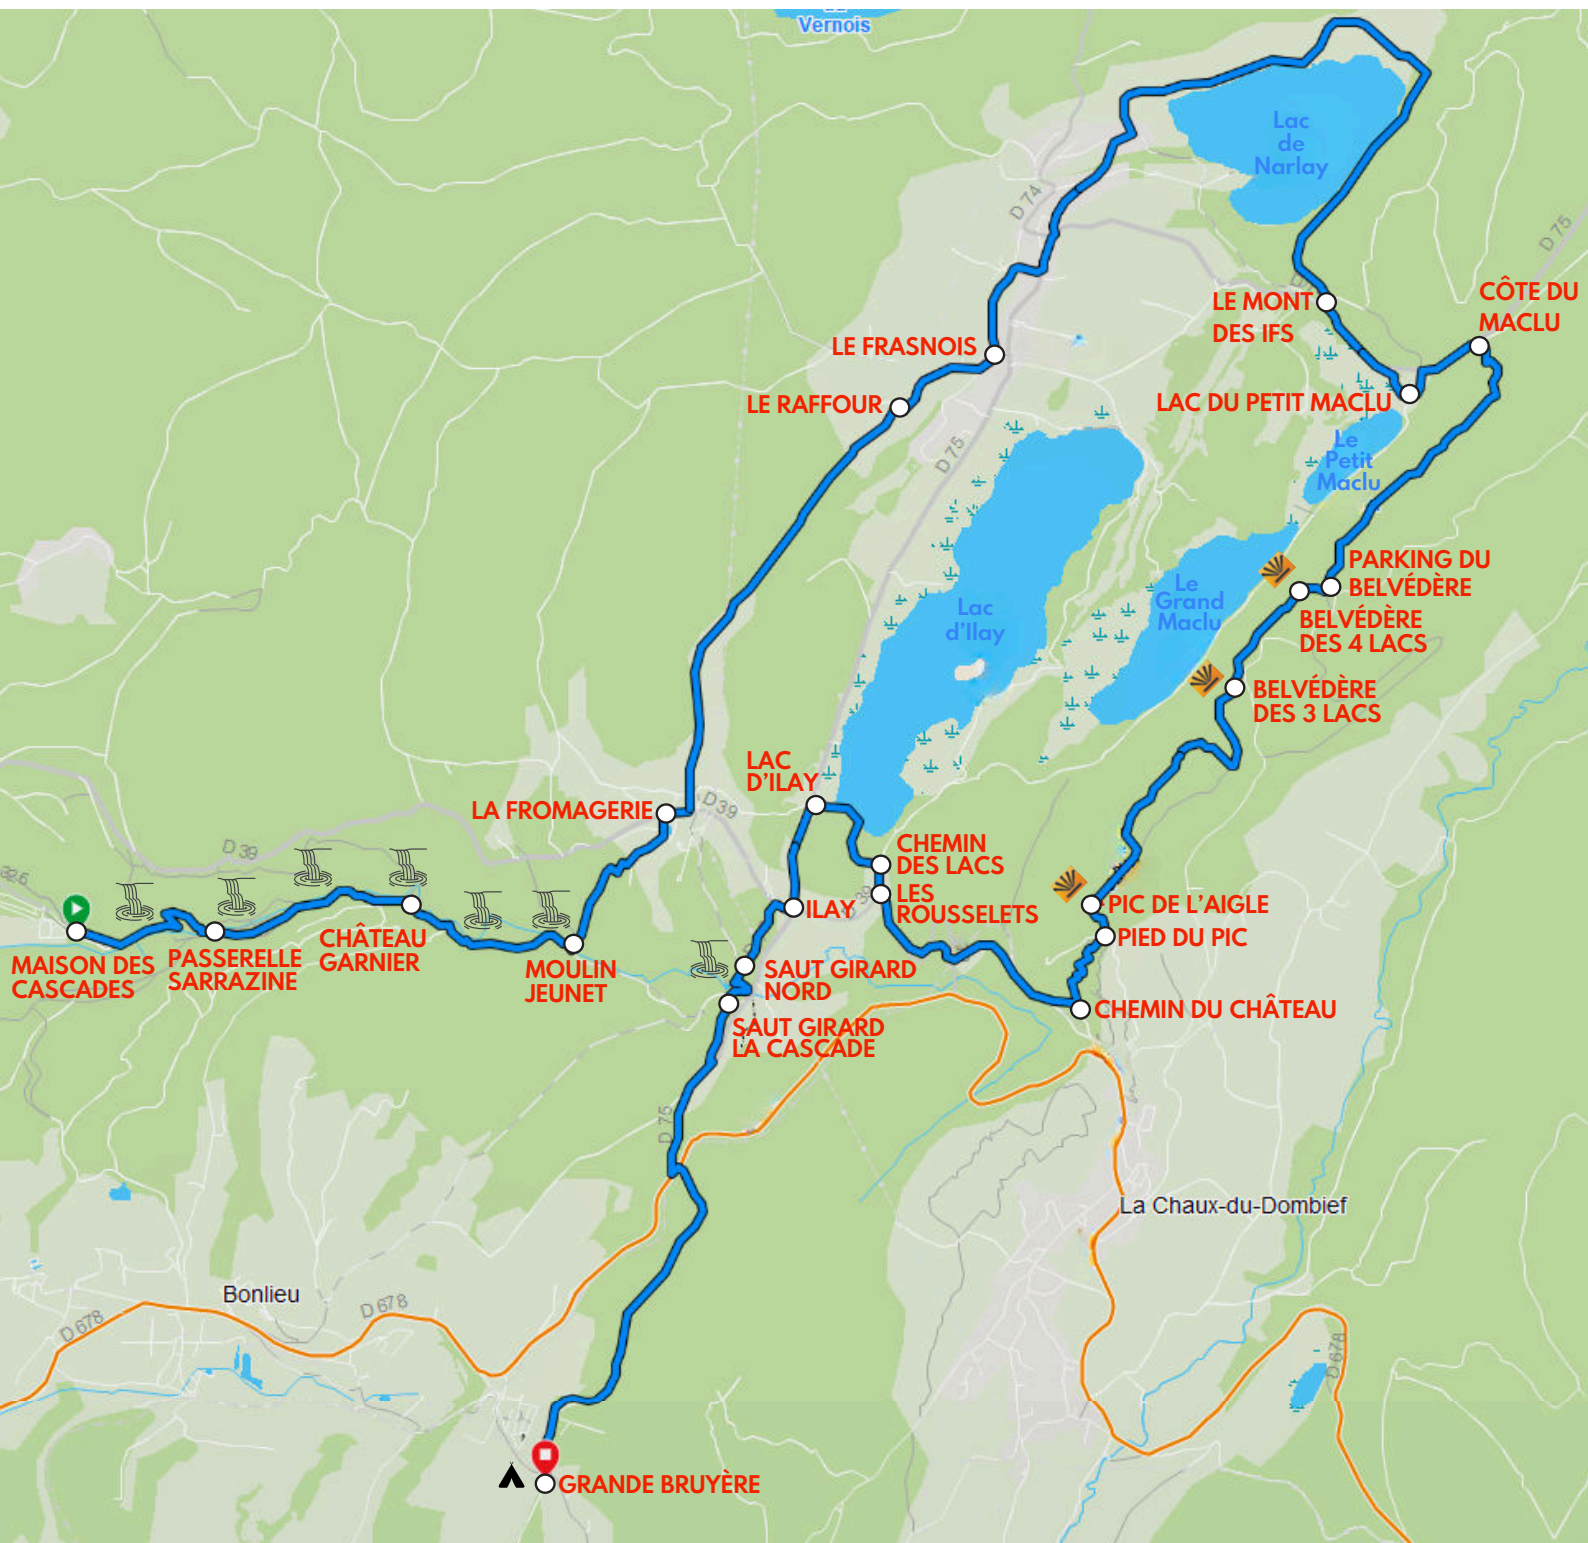 Vernois
Lac
de
Narlay
D 74
D 75
CÔTE DU
MACLU
LE MONT
DES IFS
LE FRASNOIS
LE RAFFOUR
LAC DU PETIT MACLU
D 75
Le
Petit
Maclu
PARKING DU
BELVÉDÈRE
Le
Grand
Maclu
Lac
d'Ilay
BELVÉDÈRE
DES 4 LACS
BELVÉDÈRE
DES 3 LACS
LAC
D'ILAY
LA FROMAGERIE
D 39
D 39
CHEMIN
DES LACS
LES
ROUSSELETS
39
ILAY
PIC DE L'AIGLE
PIED DU PIC
CHÂTEAU
GARNIER
PASSERELLE
SARRAZINE
MAISON DES
CASCADES
MOULIN
JEUNET
SAUT GIRARD
NORD
CHEMIN DU CHÂTEAU
SAUT GIRARD
LA CASCADE
D 75
La Chaux-du-Dombief
Bonlieu
D 678
D 678
D 678
GRANDE BRUYÈRE